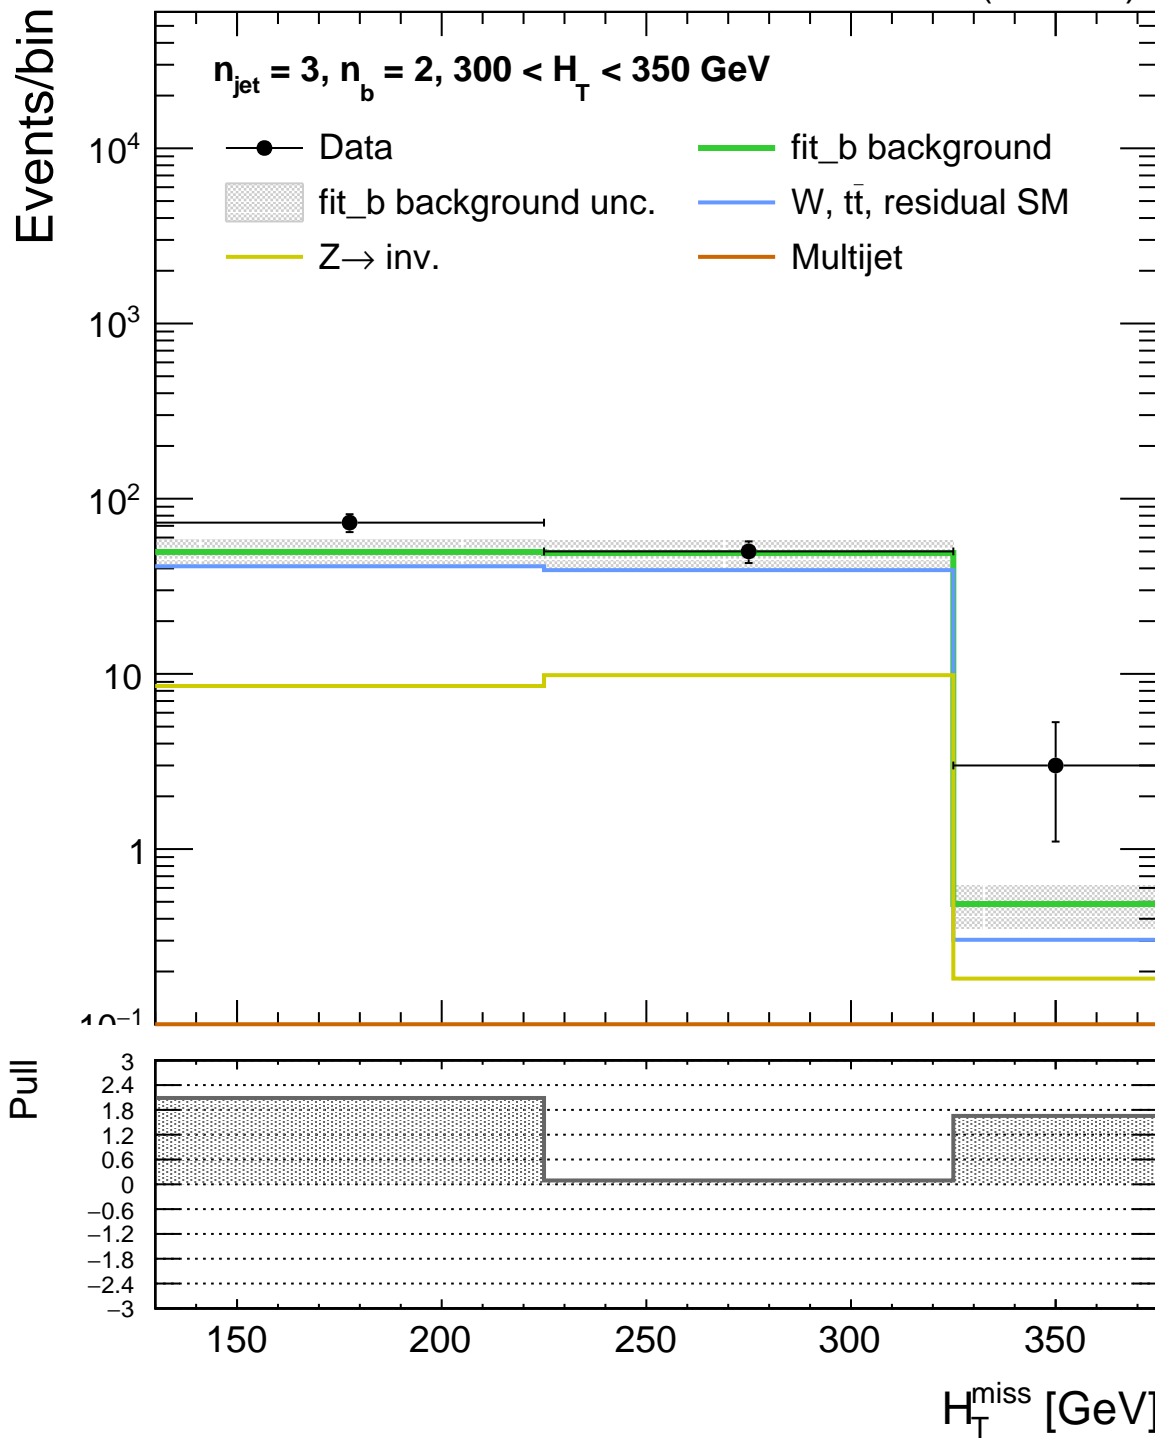 Events/bin
n_jet = 3, n_b = 2, 300 < H_T < 350 GeV
Data
fit_b background
fit_b background unc.
W, tt̄, residual SM
Z→ inv.
Multijet
10^4
10^3
10^2
10
1
10^−1
Pull
3
2.4
1.8
1.2
0.6
0
−0.6
−1.2
−1.8
−2.4
−3
150 200 250 300 350
H_T^miss [GeV]